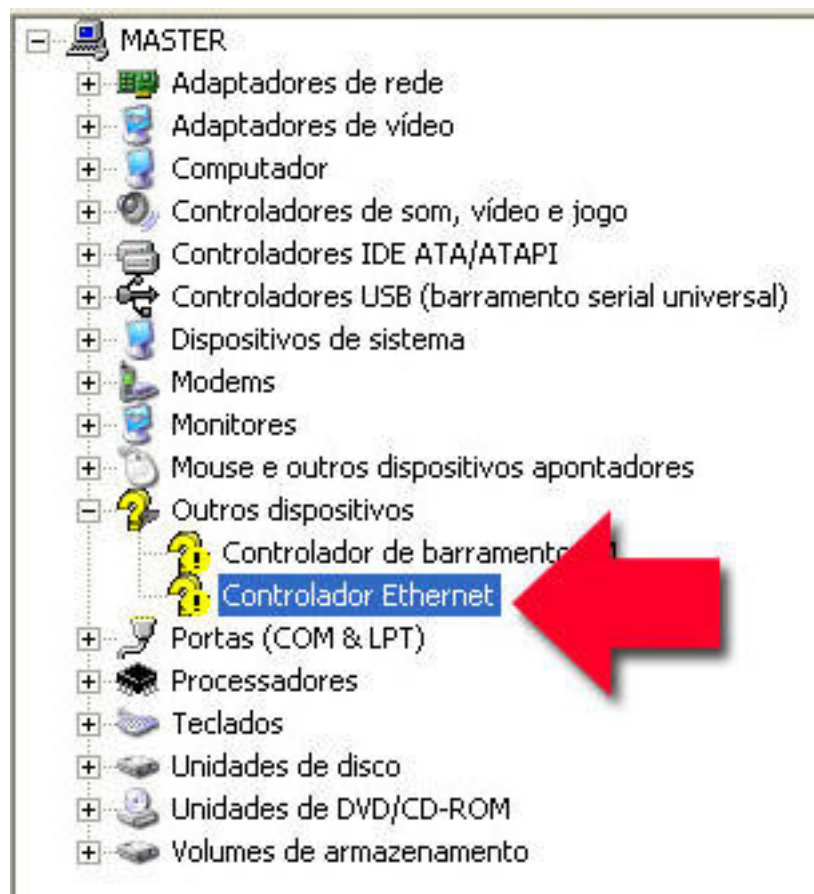 MASTER
Adaptadores de rede
Adaptadores de vídeo
Computador
Controladores de som, vídeo e jogo
Controladores IDE ATA/ATAPI
Controladores USB (barramento serial universal)
Dispositivos de sistema
Modems
Monitores
Mouse e outros dispositivos apontadores
Outros dispositivos
Controlador de barramento
Controlador Ethernet
Portas (COM & LPT)
Processadores
Teclados
Unidades de disco
Unidades de DVD/CD-ROM
Volumes de armazenamento